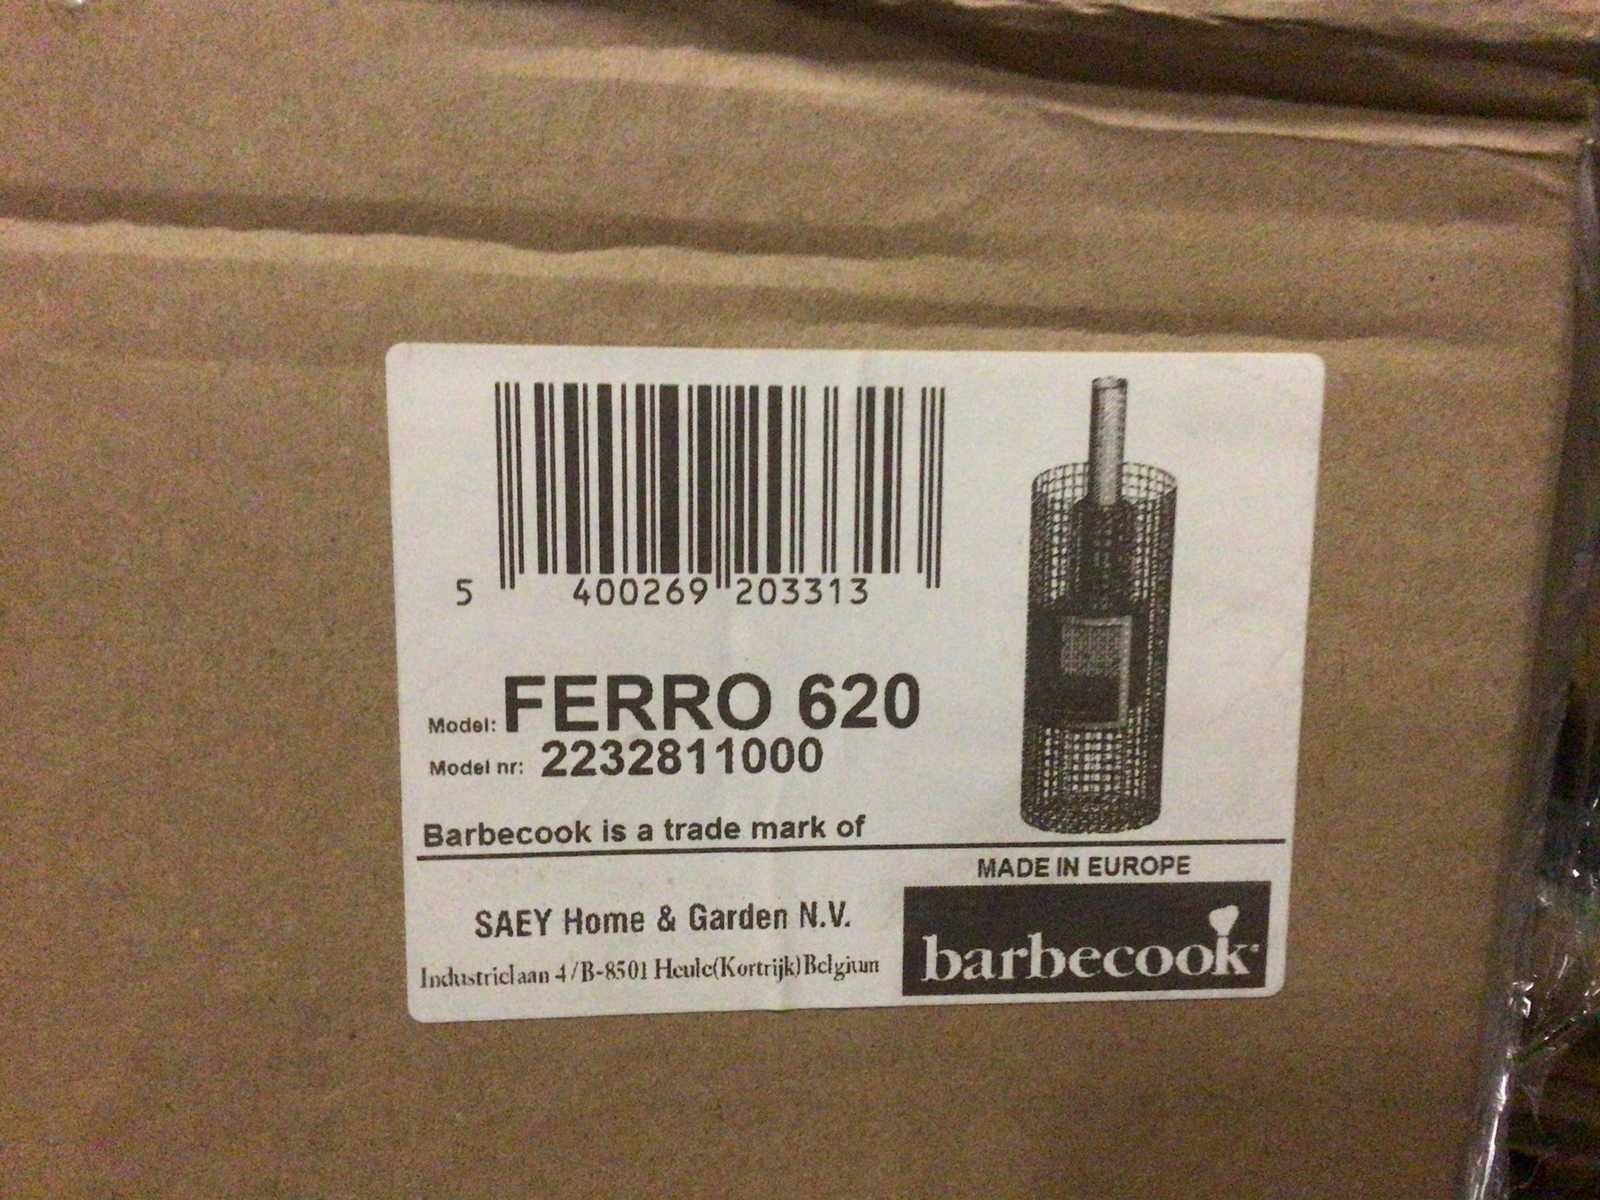 5 400269 203313
Model: FERRO 620
Model nr: 2232811000
Barbecook is a trade mark of
MADE IN EUROPE
SAEY Home & Garden N.V.
Industrielaan 4/B-8501 Heule(Kortrijk)Belgium
barbecook